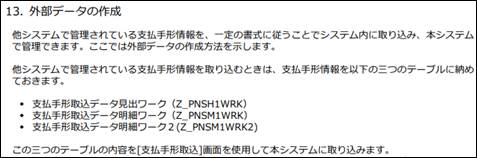 13. 外部データの作成
他システムで管理されている支払手形情報を、一定の書式に従うことでシステム内に取り込み、本システム
で管理できます。ここでは外部データの作成方法を示します。
他システムで管理されている支払手形情報を取り込むときは、支払手形情報を以下の三つのテーブルに納め
ておきます。
• 支払手形取込データ見出ワーク（Z_PNSH1WRK）
• 支払手形取込データ明細ワーク（Z_PNSM1WRK）
• 支払手形取込データ明細ワーク２(Z_PNSM1WRK2)
この三つのテーブルの内容を[支払手形取込]画面を使用して本システムに取り込みます。